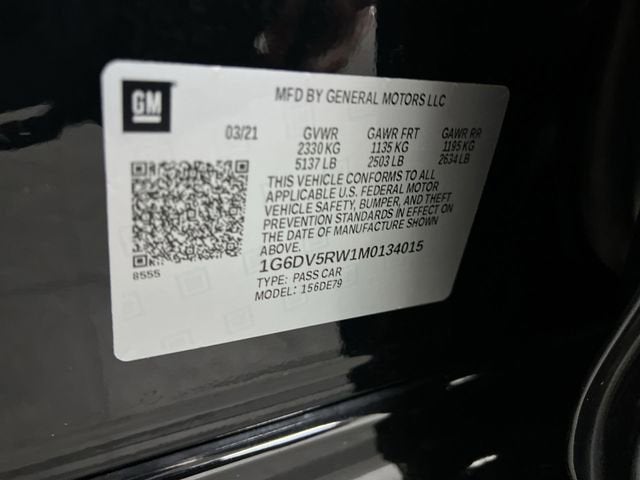 GM
MFD BY GENERAL MOTORS LLC
03/21 GVWR GAWR FRT GAWR RR
2330 KG 1135 KG 1195 KG
5137 LB 2503 LB 2634 LB
THIS VEHICLE CONFORMS TO ALL
APPLICABLE U.S. FEDERAL MOTOR
VEHICLE SAFETY, BUMPER, AND THEFT
PREVENTION STANDARDS IN EFFECT ON
THE DATE OF MANUFACTURE SHOWN
ABOVE.
8555
1G6DV5RW1M0134015
TYPE: PASS CAR
MODEL: 156DE79